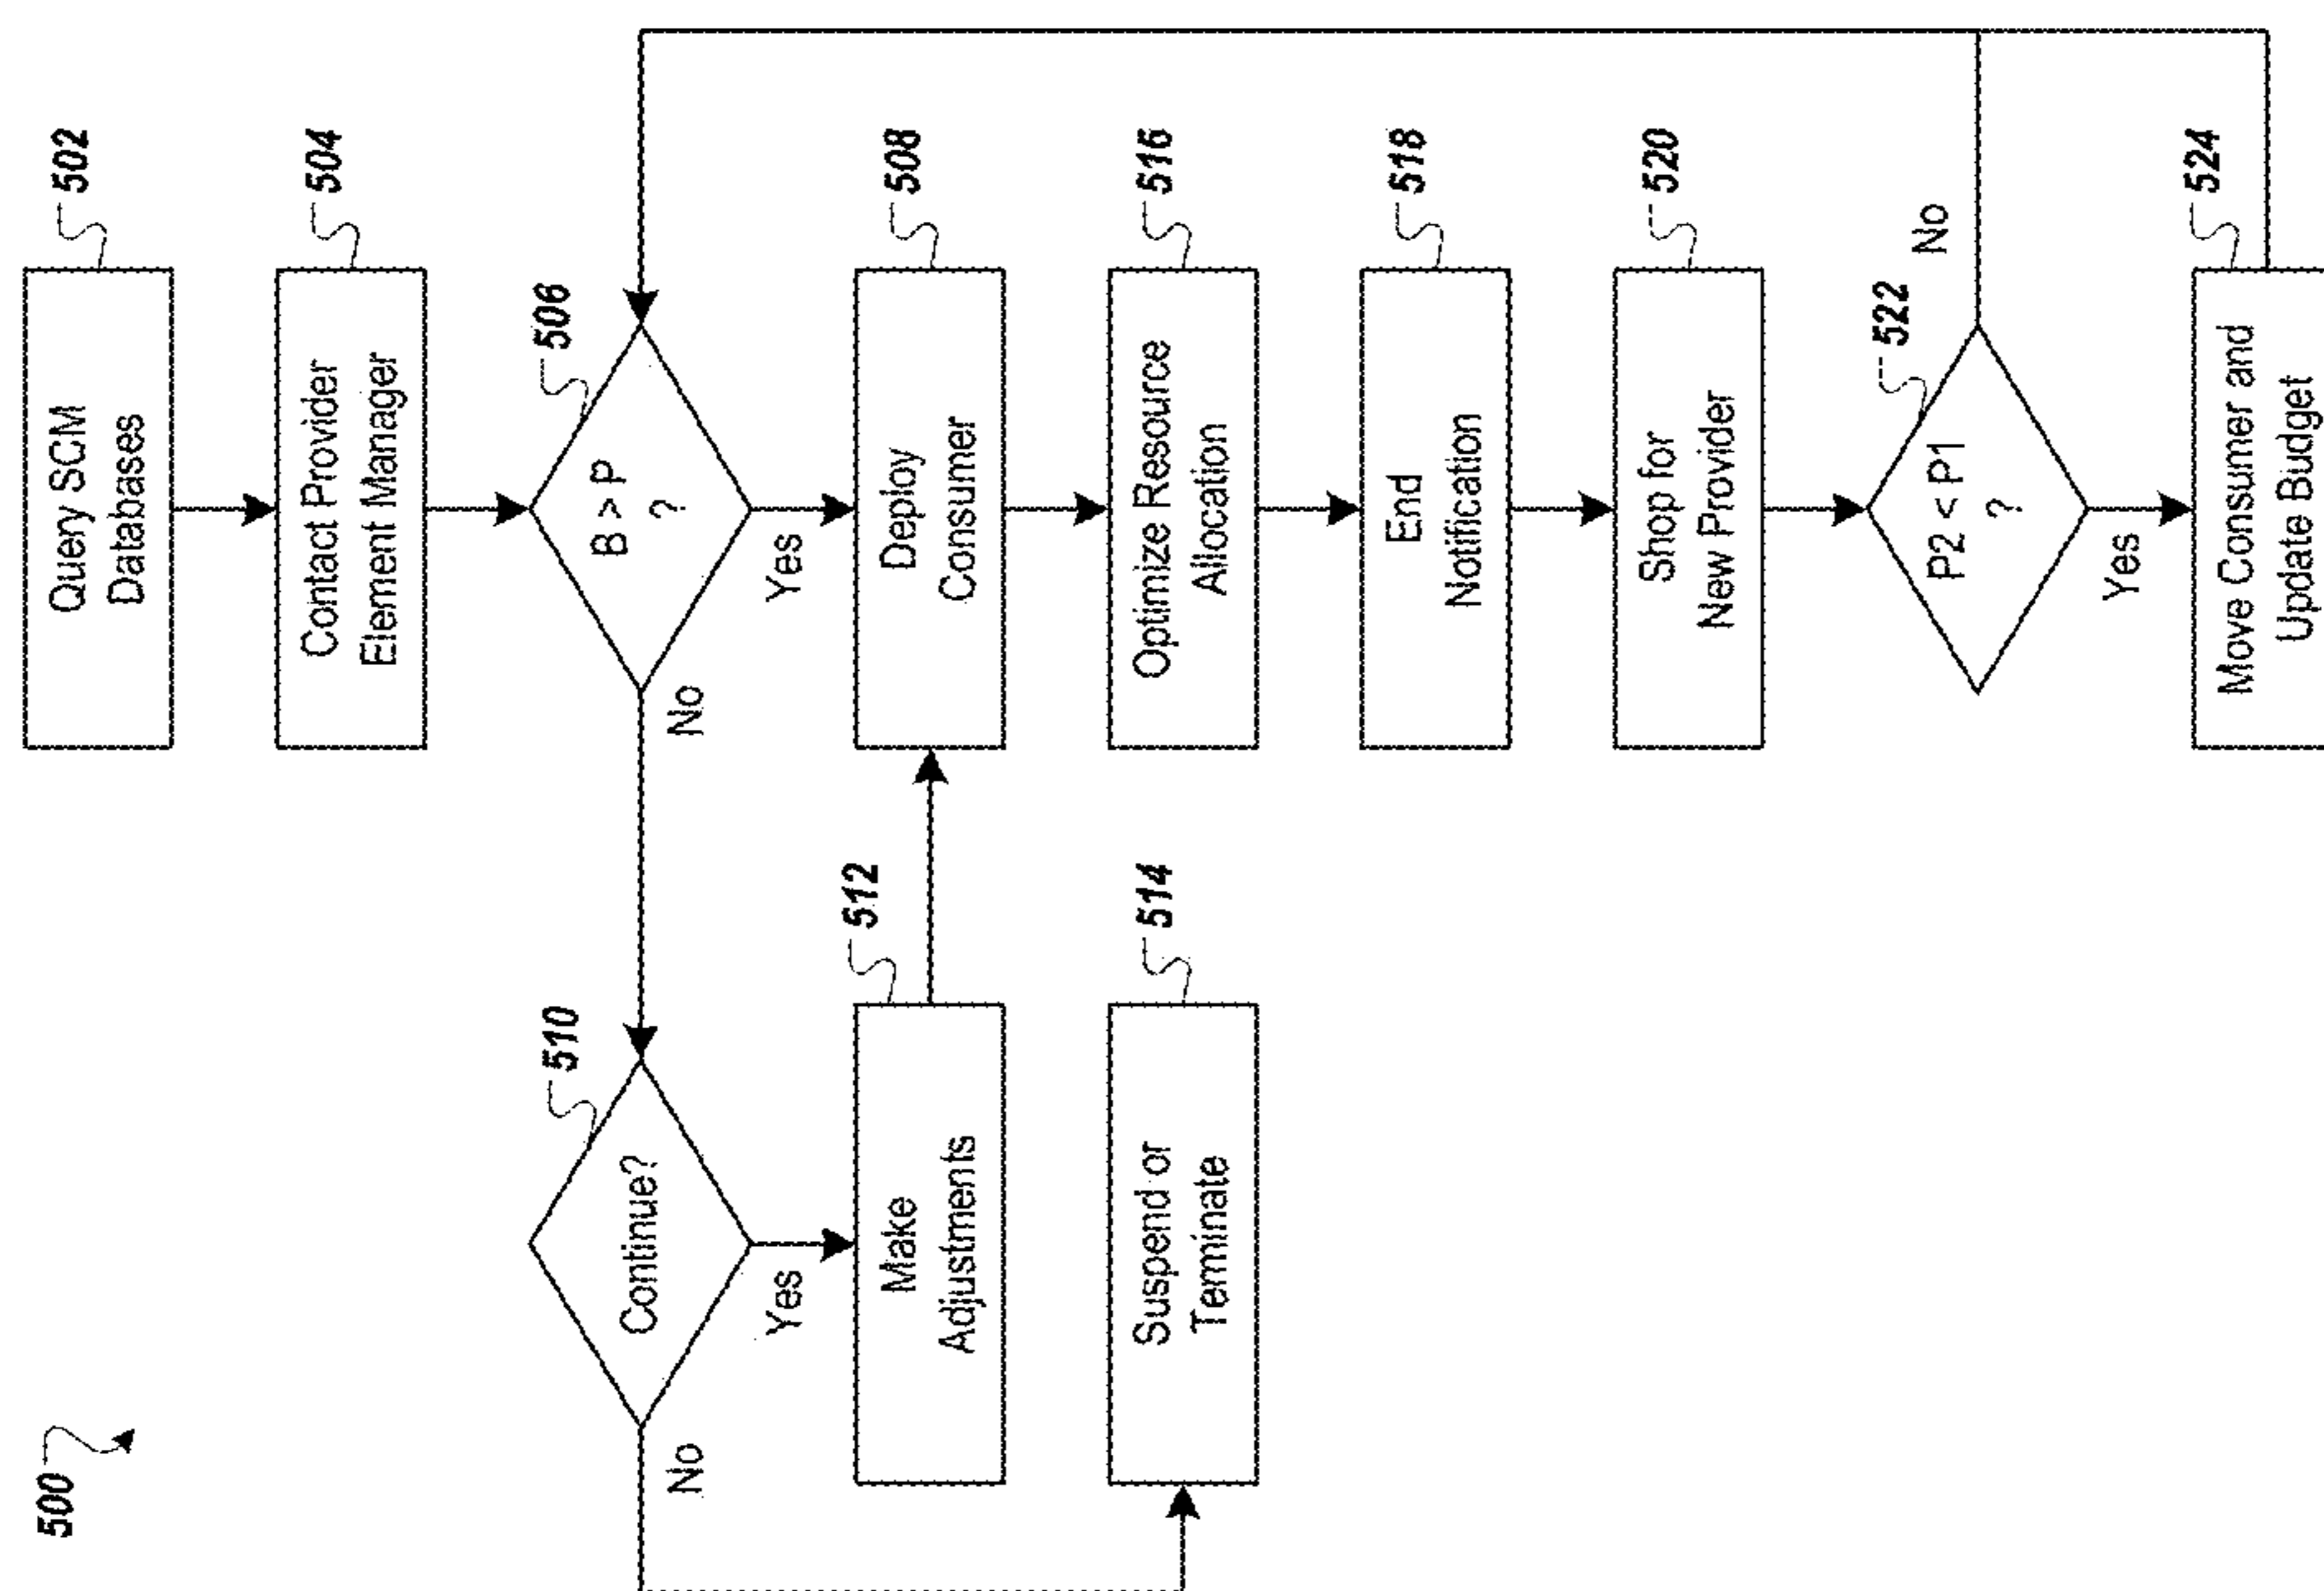 500
Query SCM
Databases
502
Contact Provider
Element Manager
504
B > P
?
506
No
Yes
Continue?
510
No
Yes
Make
Adjustments
512
Suspend or
Terminate
514
Deploy
Consumer
508
Optimize Resource
Allocation
516
End
Notification
518
Shop for
New Provider
520
P2 < P1
?
522
No
Yes
Move Consumer and
Update Budget
524